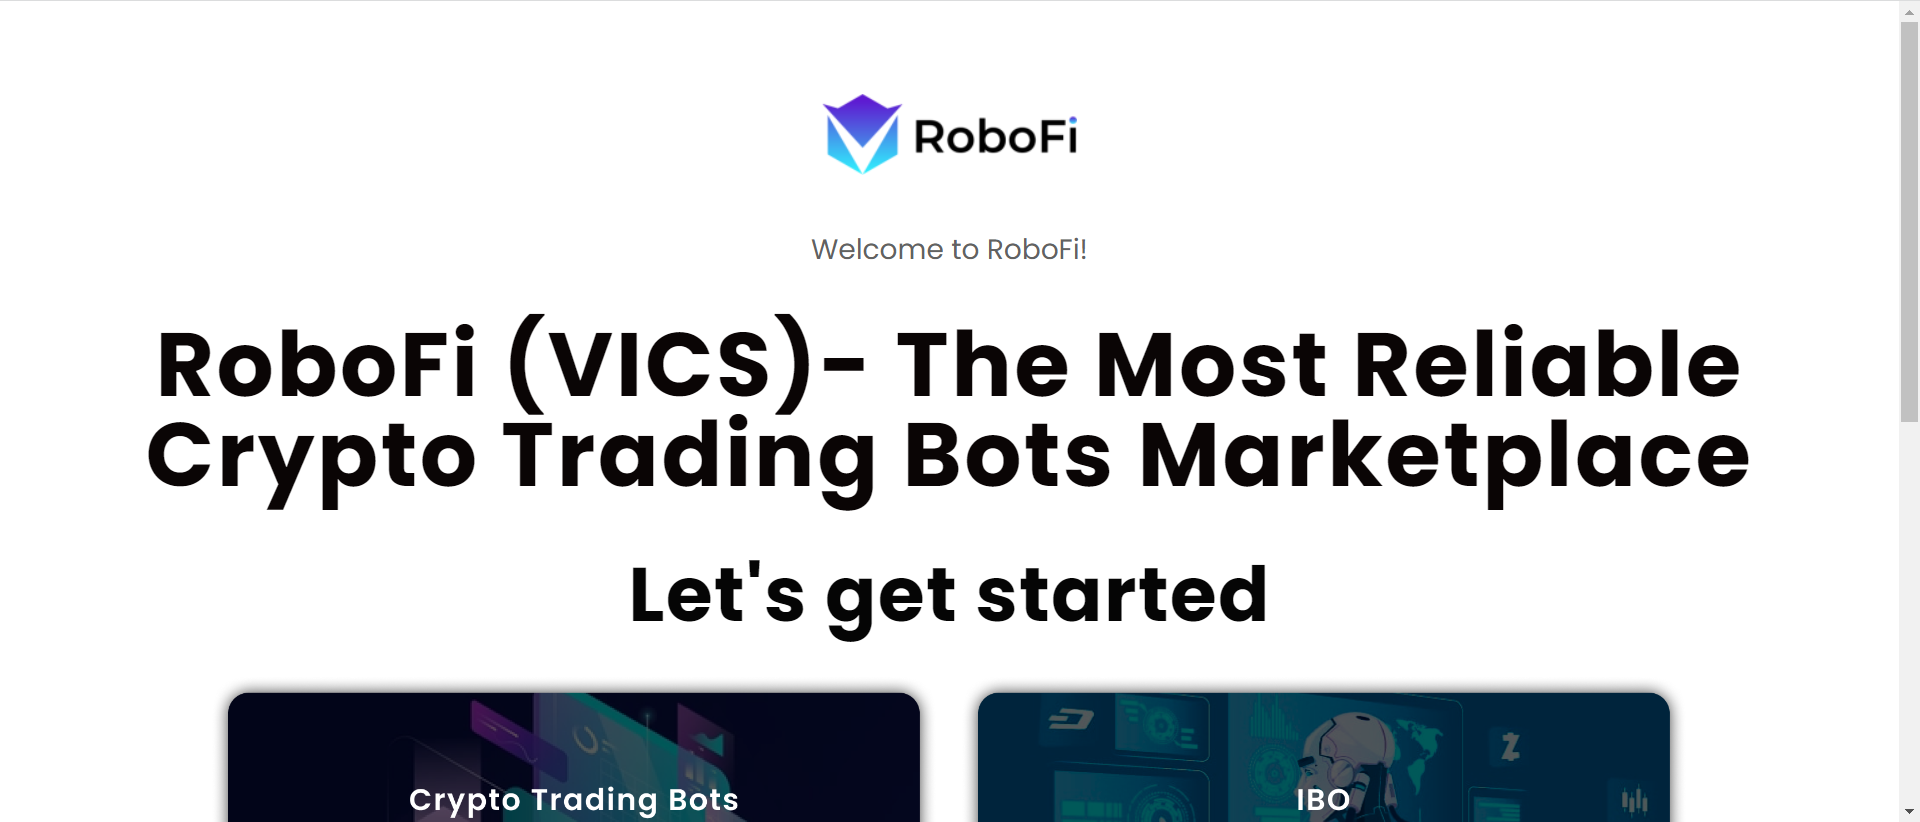 RoboFi
Welcome to RoboFi!
RoboFi (VICS)- The Most Reliable
Crypto Trading Bots Marketplace
Let's get started
Crypto Trading Bots
IBO